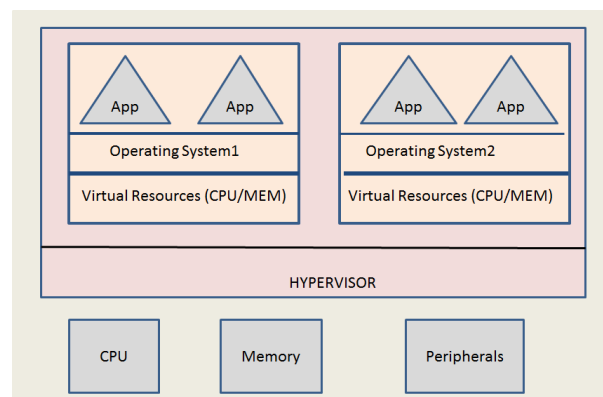 App
App
App
App
Operating System1
Operating System2
Virtual Resources (CPU/MEM)
Virtual Resources (CPU/MEM)
HYPERVISOR
CPU
Memory
Peripherals